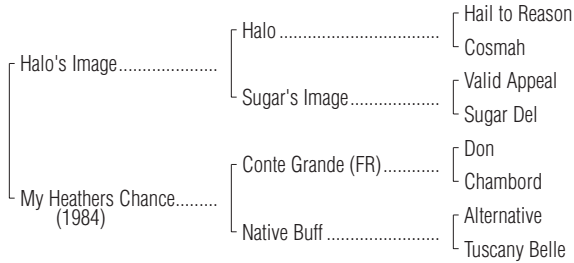 Hail to Reason
Halo ......................................
Cosmah
Halo's Image.......................
Valid Appeal
Sugar's Image .....................
Sugar Del
Don
Conte Grande (FR)............
Chambord
My Heathers Chance.........
(1984)
Alternative
Native Buff ...........................
Tuscany Belle